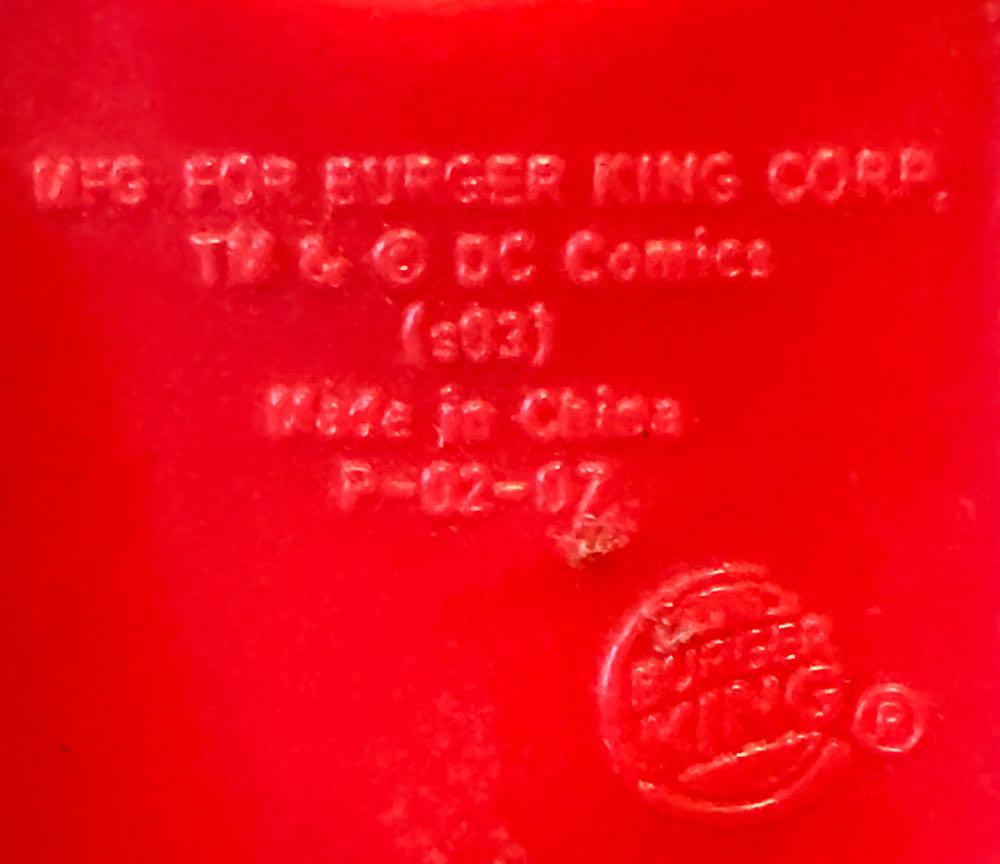 MFG FOR BURGER KING CORP.
TM & © DC Comics
(s03)
Made in China
P-02-07
BURGER
KING ®